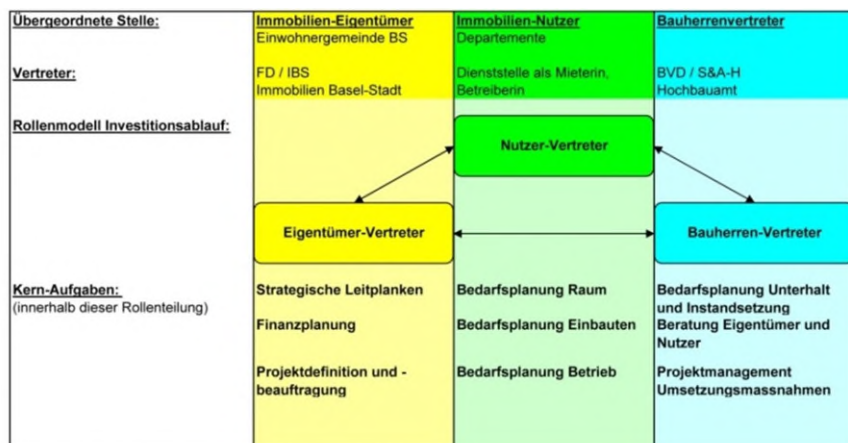 Übergeordnete Stelle:
Immobilien-Eigentümer
Einwohnergemeinde BS
Immobilien-Nutzer
Departemente
Bauherrenvertreter
Vertreter:
FD / IBS
Immobilien Basel-Stadt
Dienststelle als Mieterin,
Betreiberin
BVD / S&A-H
Hochbauamt
Rollenmodell Investitionsablauf:
Nutzer-Vertreter
Eigentümer-Vertreter
Bauherren-Vertreter
Kern-Aufgaben:
(innerhalb dieser Rollenteilung)
Strategische Leitplanken
Bedarfsplanung Raum
Bedarfsplanung Unterhalt
und Instandsetzung
Finanzplanung
Bedarfsplanung Einbauten
Beratung Eigentümer und
Nutzer
Projektdefinition und -
beauftragung
Bedarfsplanung Betrieb
Projektmanagement
Umsetzungsmassnahmen